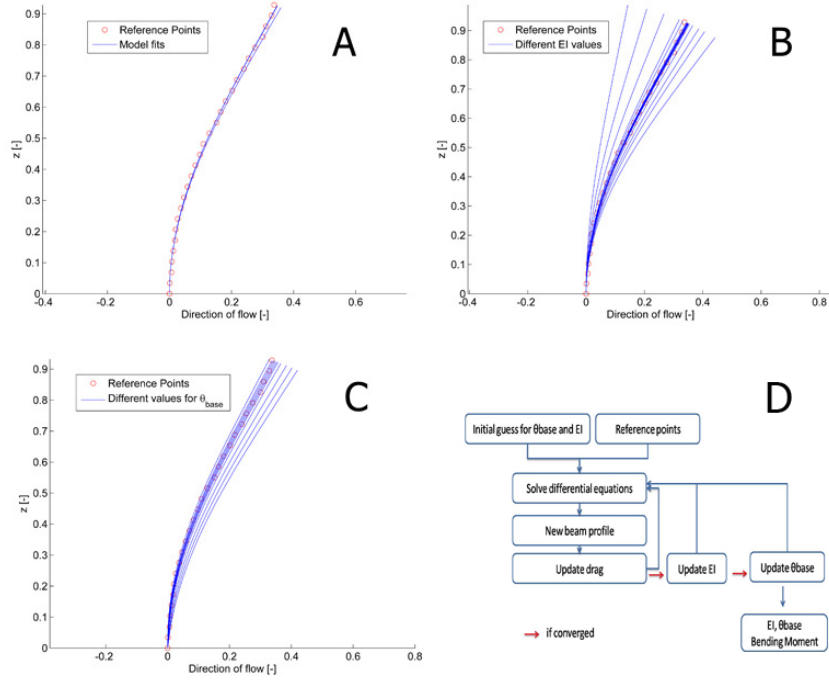 A
Reference Points
Model fits
z [-]
0.9
0.8
0.7
0.6
0.5
0.4
0.3
0.2
0.1
0
-0.4 -0.2 0 0.2 0.4 0.6
Direction of flow [-]
B
Reference Points
Different EI values
z [-]
0.9
0.8
0.7
0.6
0.5
0.4
0.3
0.2
0.1
0
-0.4 -0.2 0 0.2 0.4 0.6 0.8
Direction of flow [-]
C
Reference Points
Different values for θbase
z [-]
0.9
0.8
0.7
0.6
0.5
0.4
0.3
0.2
0.1
0
-0.4 -0.2 0 0.2 0.4 0.6 0.8
Direction of flow [-]
D
Initial guess for θbase and EI
Reference points
Solve differential equations
New beam profile
Update drag
Update EI
Update θbase
if converged
EI, θbase
Bending Moment